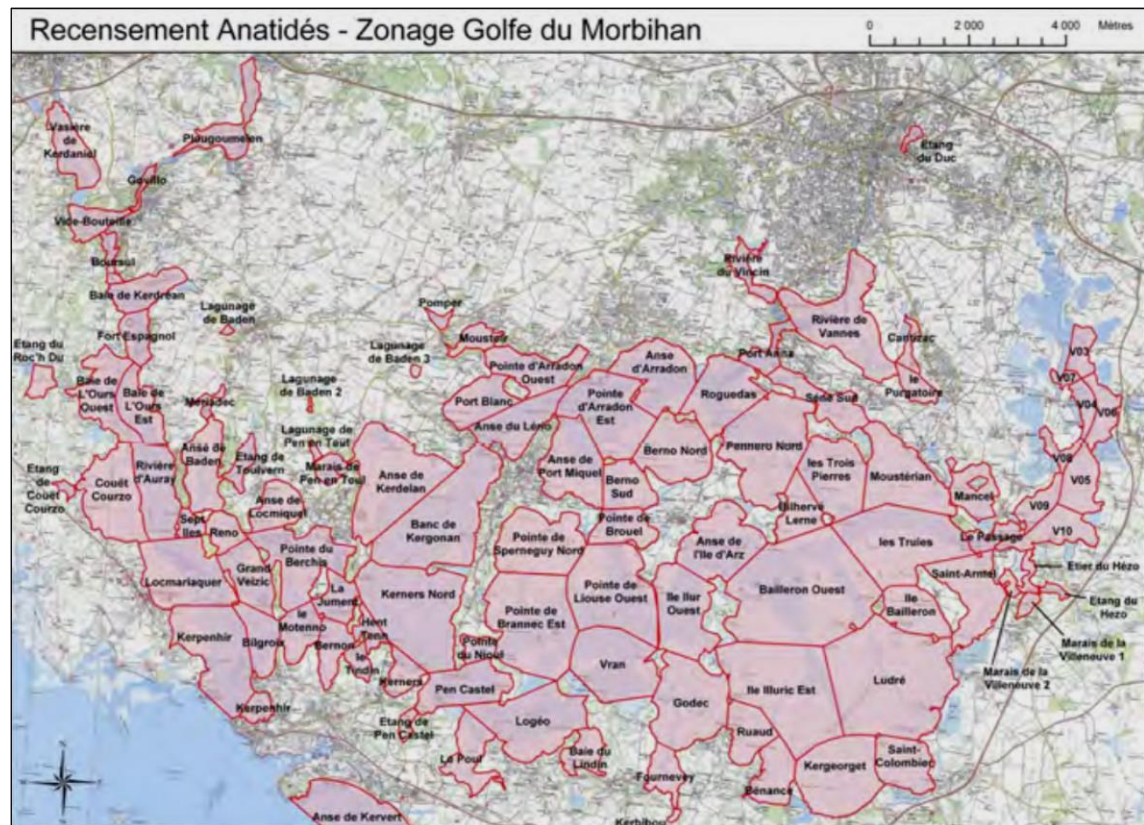 Recensement Anatidés - Zonage Golfe du Morbihan
0 2 000 4 000 Mètres
Vasière
de
Kerdaniel
Plougoumelen
Etang
du Duc
Govillo
Vide-Bouteille
Boursul
Rivière
du Vincin
Baie de Kerdréan
Lagunage
de Baden
Pomper
Rivière de
Vannes
Fort Espagnol
Moustoir
Cantizac
Etang du
Roc'h Du
Lagunage
de Baden 3
Port Anna
Anse
d'Arradon
V03
Pointe d'Arradon
Ouest
V07
Baie de
L'Ours
Ouest
Baie de
L'Ours
Est
Lagunage
de Baden 2
le
Purgatoire
Mériadec
Port Blanc
Pointe
d'Arradon
Est
Roguedas
Séné Sud
V04
V06
Anse du Léno
Lagunage de
Pen en Toul
Anse de
Baden
Etang de
Toulvern
Marais de
Pen en Toul
Berno Nord
Pennero Nord
V08
Etang
de
Couët
Courzo
Couët
Courzo
Rivière
d'Auray
Anse de
Kerdelan
Anse de
Port Miquel
les Trois
Pierres
Moustérian
V05
Berno
Sud
Mancel
Anse de
Locmiquel
Bilhervé
Lerne
V09
Sept
Iles
Reno
Banc de
Kergonan
Pointe de
Brouel
V10
Pointe de
Sperneguy Nord
Anse de
l'Ile d'Arz
les Truies
Le Passage
Pointe du
Berchis
Etier du Hézo
Locmariaquer
Grand
Veizic
Saint-Armel
La
Jument
Kerners Nord
Pointe de
Liouse Ouest
Ile Ilur
Ouest
Bailleron Ouest
Ile
Bailleron
Etang du
Hezo
Pointe de
Brannec Est
Kerpenhir
Bilgroix
le
Motenno
Hent
Tenn
Marais de la
Villeneuve 1
Bernon
le
Tindin
Pointe
du Nioul
Vran
Marais de la
Villeneuve 2
Ludré
Kerners
Pen Castel
Ile Illuric Est
Godec
Kerpenhir
Etang de
Pen Castel
Logéo
Ruaud
Le Poul
Baie du
Lindin
Saint-
Colombier
Kergeorget
Fournevey
Bénance
Anse de Kervert
Kerbibou